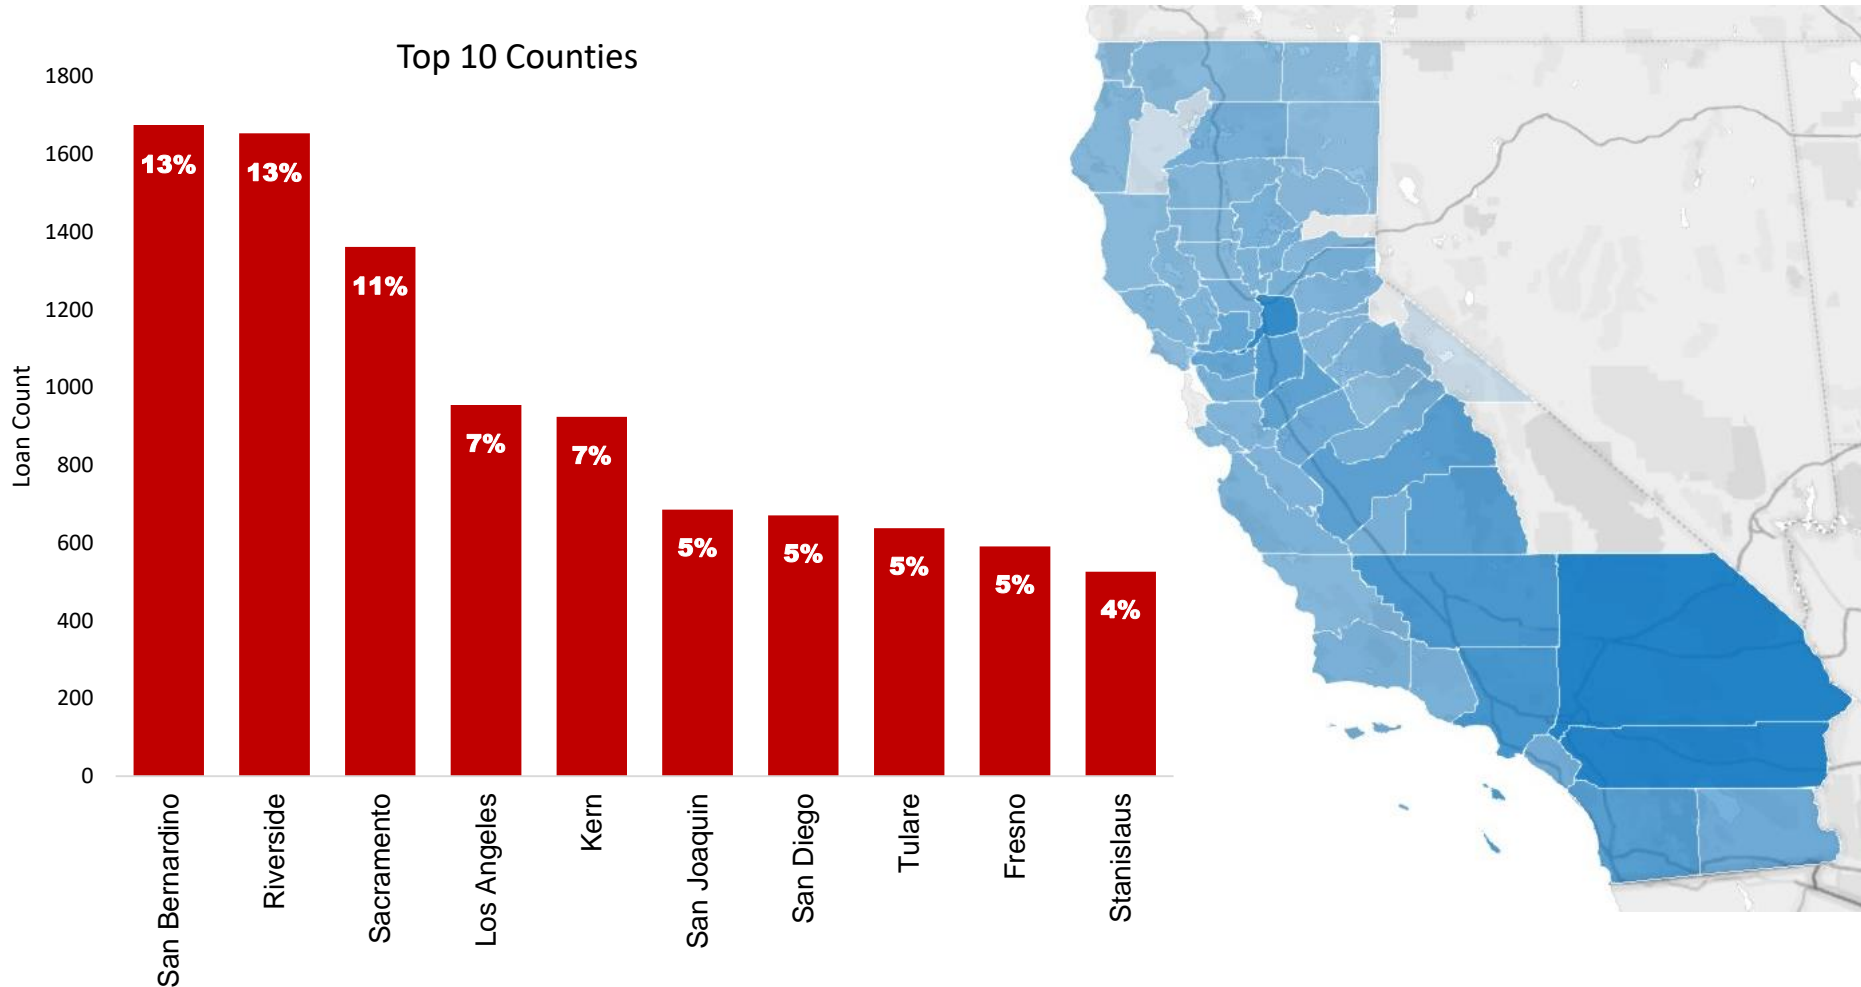 Top 10 Counties
Loan Count
1800
1600
1400
1200
1000
800
600
400
200
0
13%
13%
11%
7%
7%
5%
5%
5%
5%
4%
San Bernardino
Riverside
Sacramento
Los Angeles
Kern
San Joaquin
San Diego
Tulare
Fresno
Stanislaus